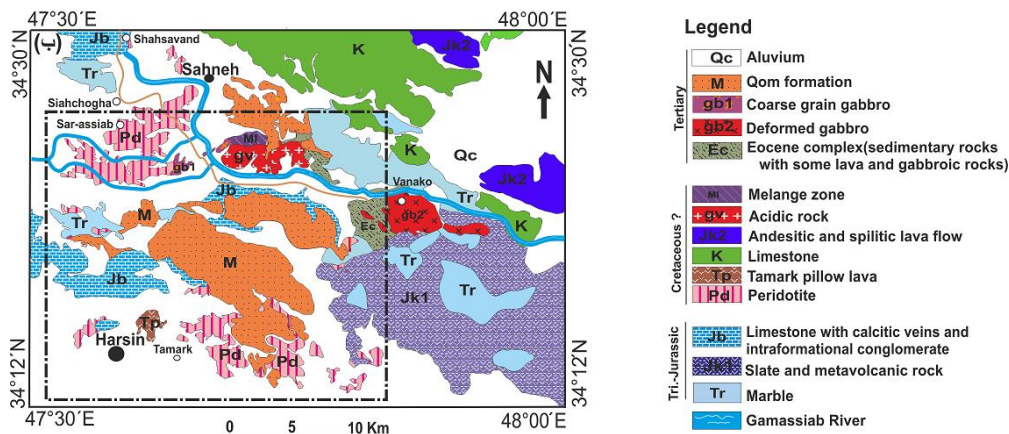 47°30′E
48°00′E
34°30′N
34°30′N
(ب)
Jb
Shahsavand
K
Jk2
Tr
Sahneh
N
Siahchogha
Sar-assiab
Pd
Ml
gv
gb1
K
Qc
Jk2
Vanako
Tr
Jb
M
Tr
gb2
Ec
K
M
Tr
Jb
Jk1
Tr
Tp
Harsin
Tamark
Pd
Pd
34°12′E
34°12′E
47°30′E
48°00′E
0 5 10 Km
Legend
Tertiary
Qc Aluvium
M Qom formation
gb1 Coarse grain gabbro
gb2 Deformed gabbro
Ec Eocene complex(sedimentary rocks
with some lava and gabbroic rocks)
Cretaceous ?
Ml Melange zone
gv Acidic rock
Jk2 Andesitic and spilitic lava flow
K Limestone
Tp Tamark pillow lava
Pd Peridotite
Tri.-Jurassic
Jb Limestone with calcitic veins and
intraformational conglomerate
Jk1 Slate and metavolcanic rock
Tr Marble
Gamassiab River